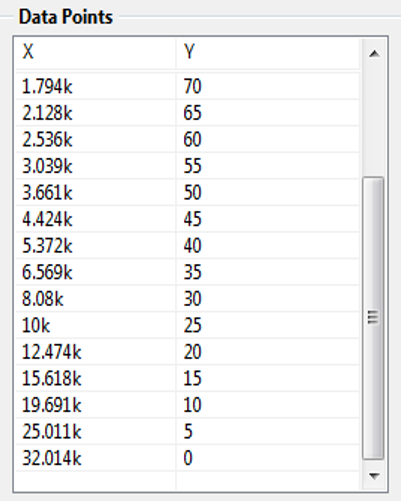 Data Points
X Y
1.794k 70
2.128k 65
2.536k 60
3.039k 55
3.661k 50
4.424k 45
5.372k 40
6.569k 35
8.08k 30
10k 25
12.474k 20
15.618k 15
19.691k 10
25.011k 5
32.014k 0